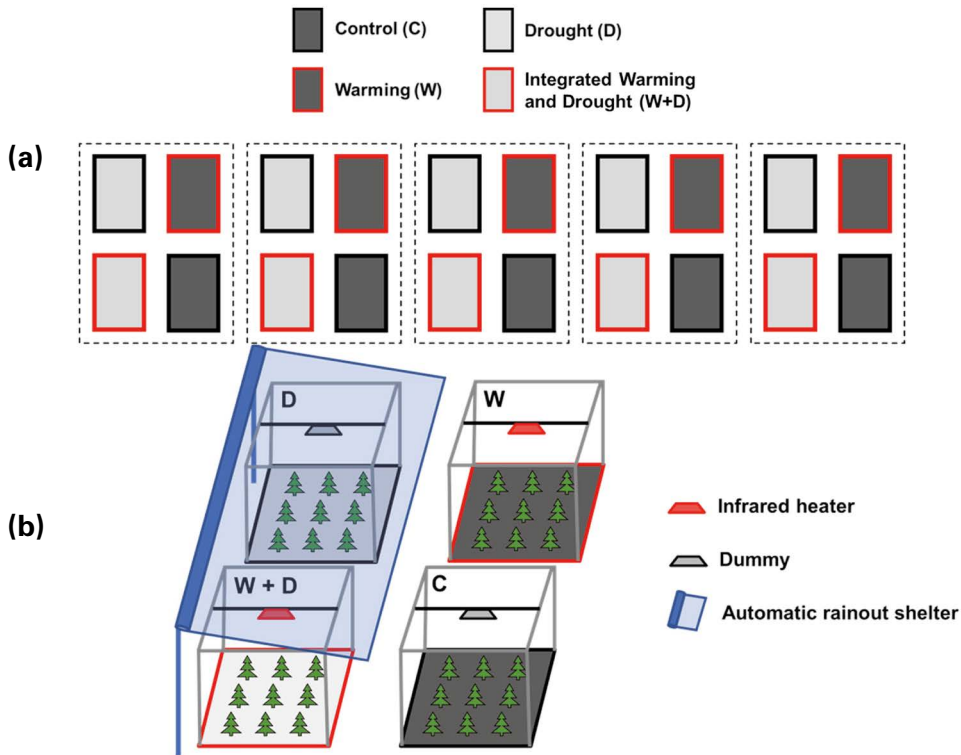 Control (C)
Drought (D)
Warming (W)
Integrated Warming
and Drought (W+D)
(a)
D
W
W + D
C
(b)
Infrared heater
Dummy
Automatic rainout shelter